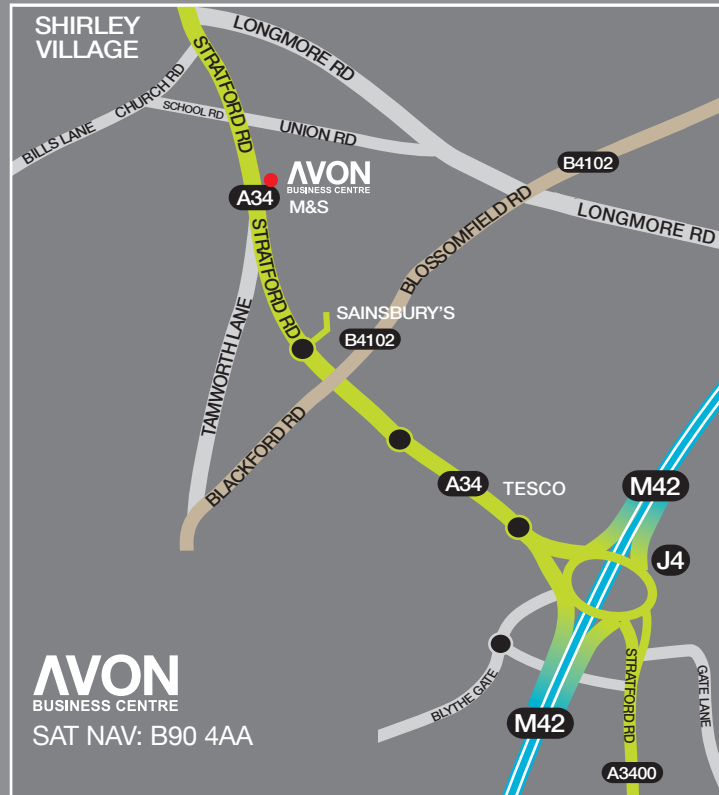 SHIRLEY
VILLAGE
LONGMORE RD
STRATFORD RD
CHURCH RD
SCHOOL RD
BILLS LANE
UNION RD
B4102
AVON
BUSINESS CENTRE
M&S
A34
BLOSSOMFIELD RD
LONGMORE RD
STRATFORD RD
SAINSBURY'S
B4102
TAMWORTH LANE
BLACKFORD RD
A34
TESCO
M42
J4
AVON
BUSINESS CENTRE
SAT NAV: B90 4AA
BLYTHE GATE
M42
STRATFORD RD
GATE LANE
A3400